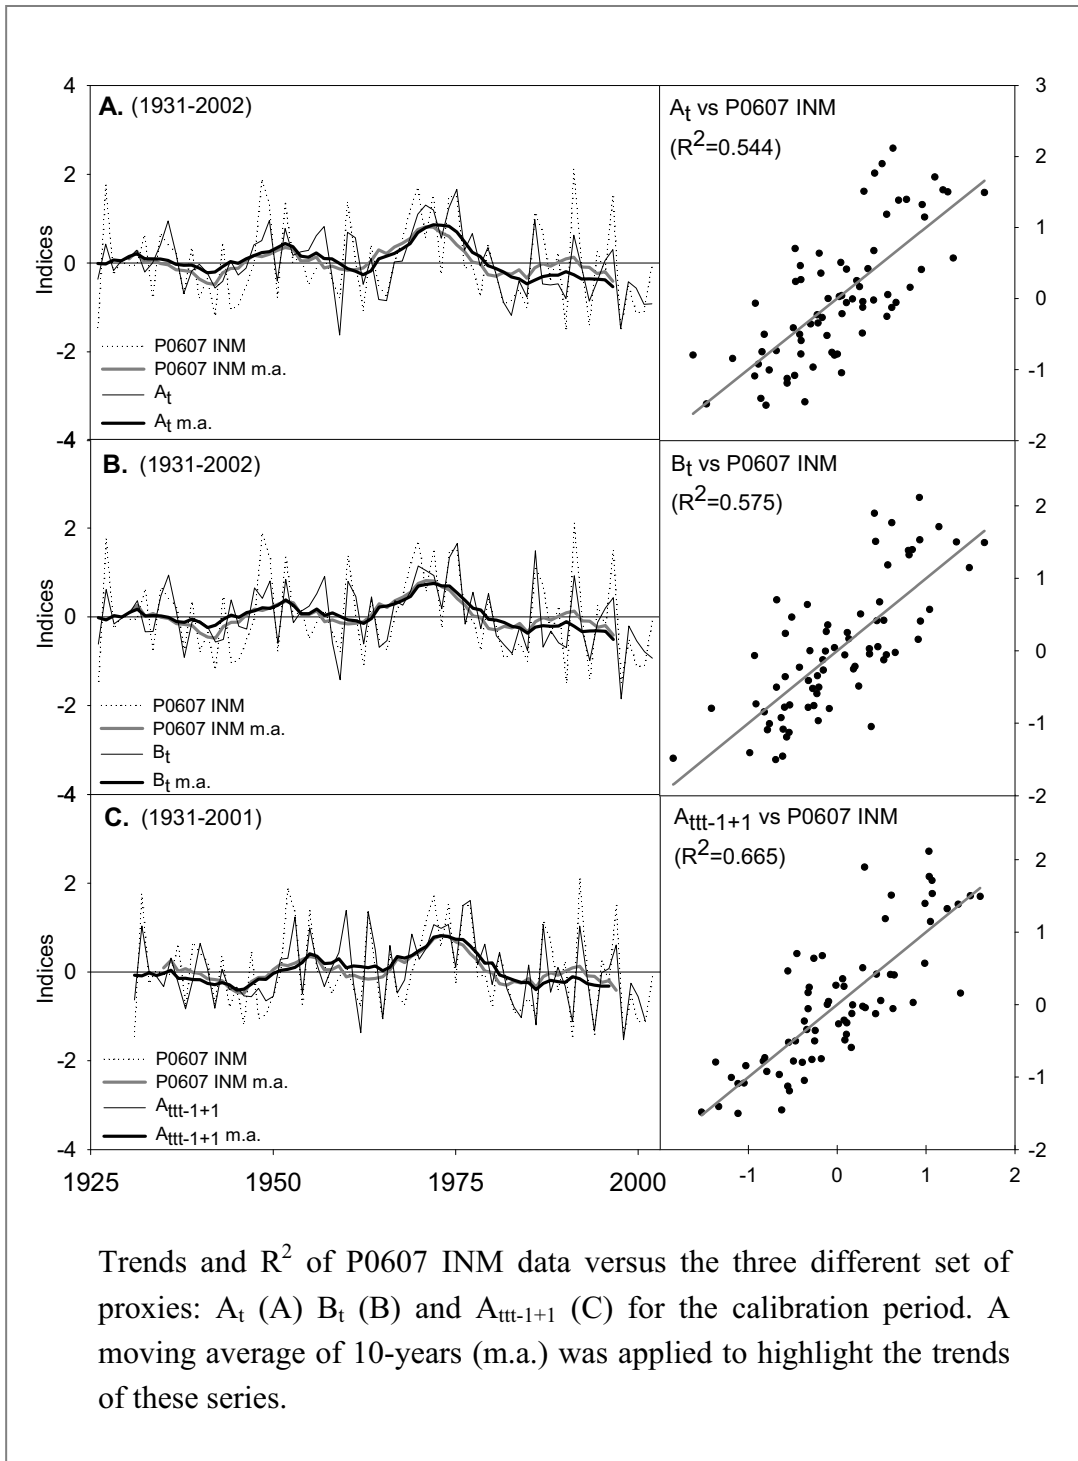 4
2
0
-2
-4
Indices
A. (1931-2002)
P0607 INM
P0607 INM m.a.
At
At m.a.
At vs P0607 INM
(R2=0.544)
3
2
1
0
-1
-2
B. (1931-2002)
2
0
-2
-4
Indices
P0607 INM
P0607 INM m.a.
Bt
Bt m.a.
Bt vs P0607 INM
(R2=0.575)
2
1
0
-1
-2
C. (1931-2001)
2
0
-2
-4
Indices
P0607 INM
P0607 INM m.a.
Attt-1+1
Attt-1+1 m.a.
Attt-1+1 vs P0607 INM
(R2=0.665)
2
1
0
-1
-2
1925 1950 1975 2000
-1 0 1 2
Trends and R2 of P0607 INM data versus the three different set of
proxies: At (A) Bt (B) and Attt-1+1 (C) for the calibration period. A
moving average of 10-years (m.a.) was applied to highlight the trends
of these series.